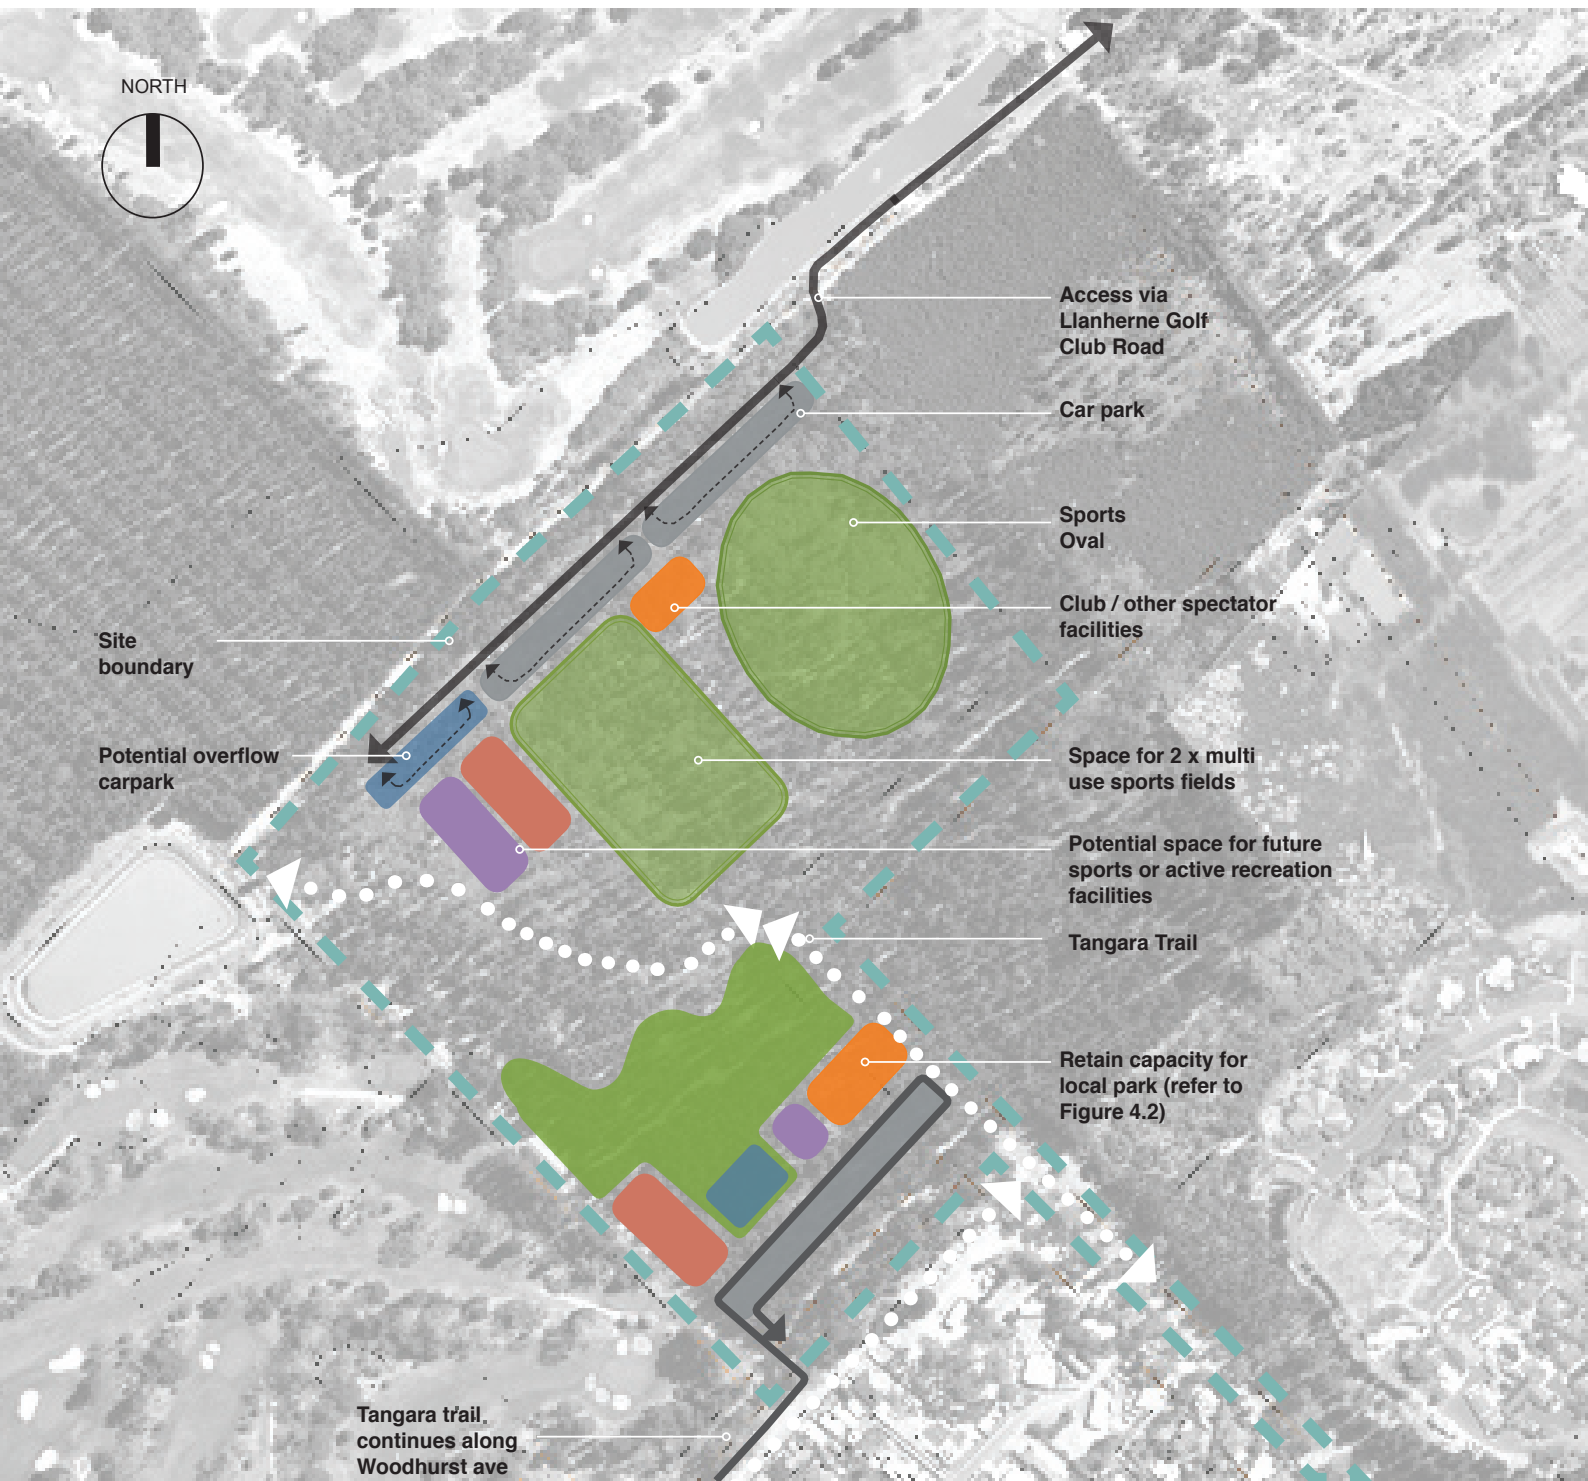 NORTH
Access via
Llanherne Golf
Club Road
Car park
Sports
Oval
Club / other spectator
facilities
Site
boundary
Potential overflow
carpark
Space for 2 x multi
use sports fields
Potential space for future
sports or active recreation
facilities
Tangara Trail
Retain capacity for
local park (refer to
Figure 4.2)
Tangara trail
continues along
Woodhurst ave